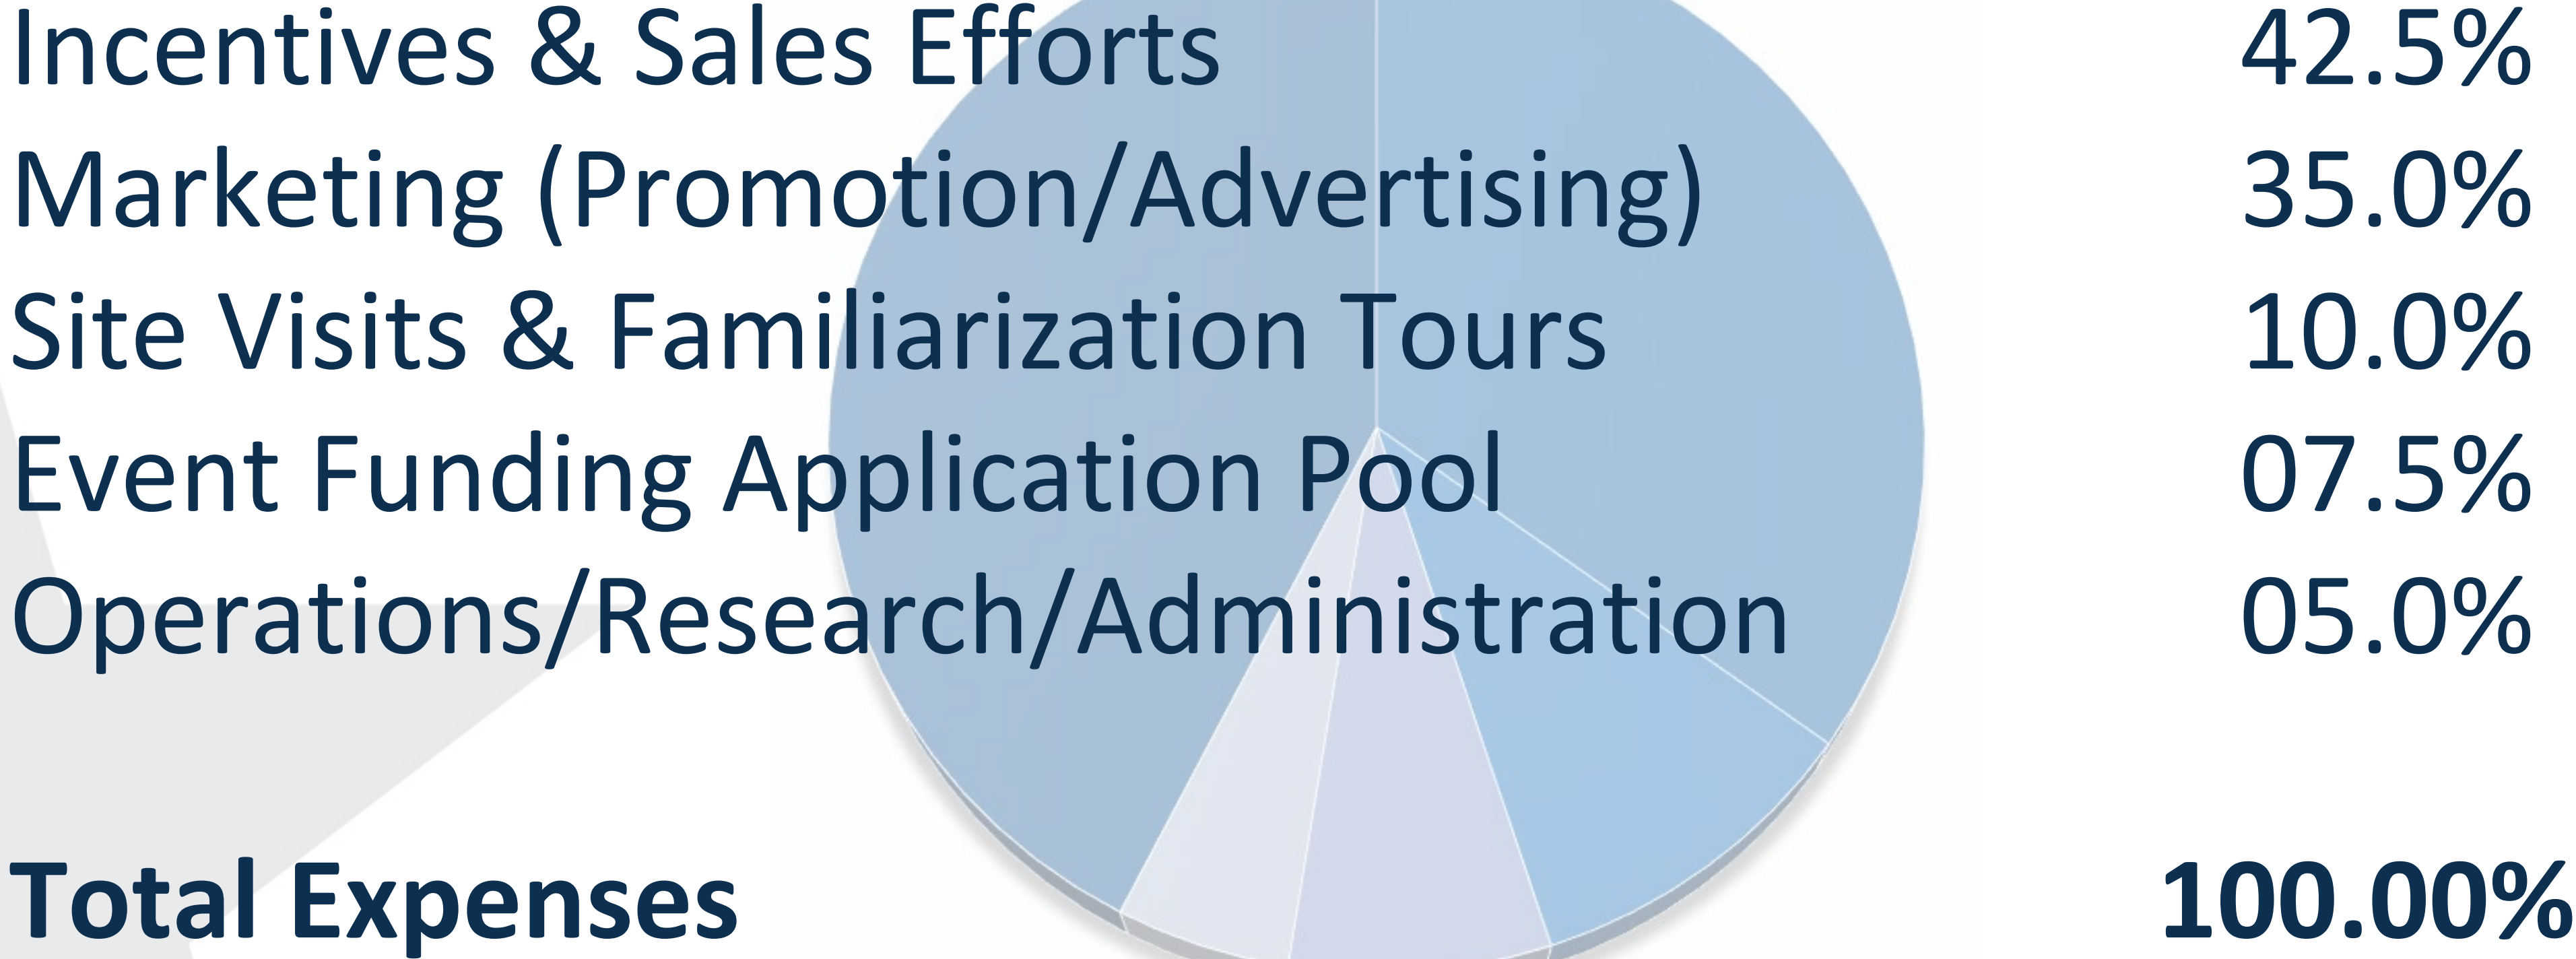 Incentives & Sales Efforts 42.5%
Marketing (Promotion/Advertising) 35.0%
Site Visits & Familiarization Tours 10.0%
Event Funding Application Pool 07.5%
Operations/Research/Administration 05.0%
Total Expenses 100.00%